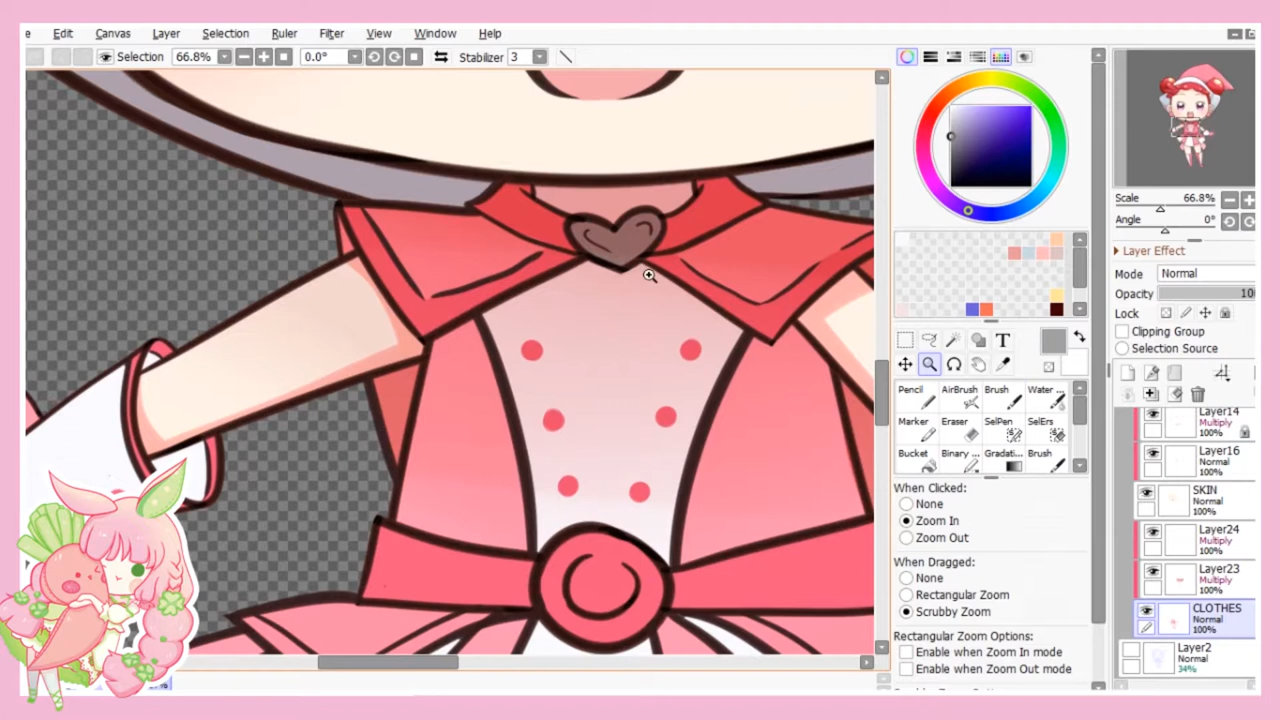 e Edit Canvas Layer Selection Ruler Filter View Window Help
Selection 66.8% 0.0° Stabilizer 3
Scale 66.8%
Angle 0°
Layer Effect
Mode Normal
Opacity 10
Lock
Clipping Group
Selection Source
T
Pencil AirBrush Brush Water ...
Marker Eraser SelPen SelErs
Bucket Binary ... Gradati... Brush
When Clicked:
None
Zoom In
Zoom Out
When Dragged:
None
Rectangular Zoom
Scrubby Zoom
Rectangular Zoom Options:
Enable when Zoom In mode
Enable when Zoom Out mode
Layer14
Multiply
100%
Layer16
Normal
100%
SKIN
Normal
100%
Layer24
Multiply
100%
Layer23
Multiply
100%
CLOTHES
Normal
100%
Layer2
Normal
34%